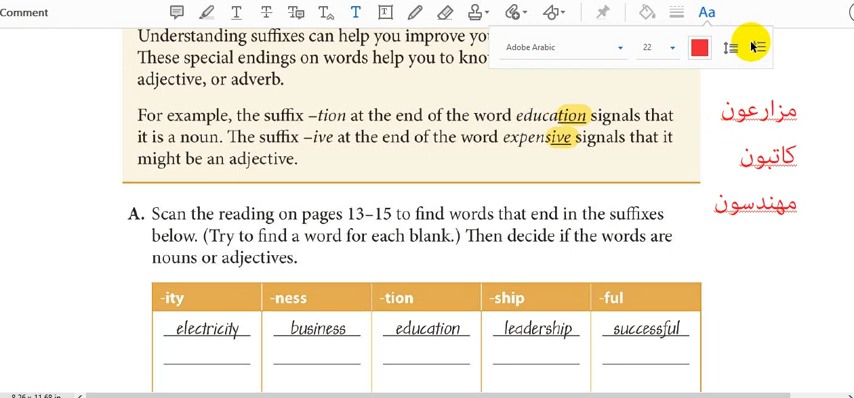 Comment
Adobe Arabic
22
Aa
Understanding suffixes can help you improve
These special endings on words help you to
adjective, or adverb.
For example, the suffix –tion at the end of the word education signals that
it is a noun. The suffix –ive at the end of the word expensive signals that it
might be an adjective.
مزارعون
كاتبون
مهندسون
A. Scan the reading on pages 13–15 to find words that end in the suffixes
below. (Try to find a word for each blank.) Then decide if the words are
nouns or adjectives.
-ity -ness -tion -ship -ful
electricity business education leadership successful
8.26 x 11.68 in